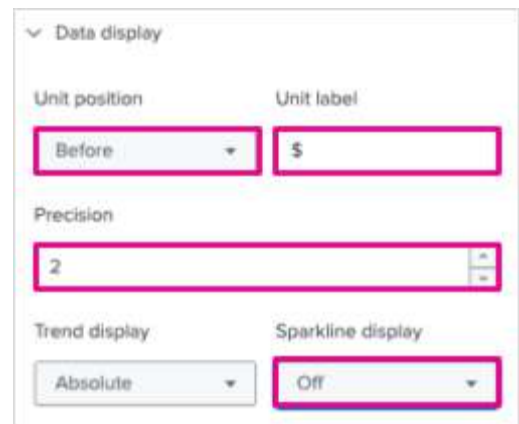 Data display
Unit position Unit label
Before $
Precision
2
Trend display Sparkline display
Absolute Off